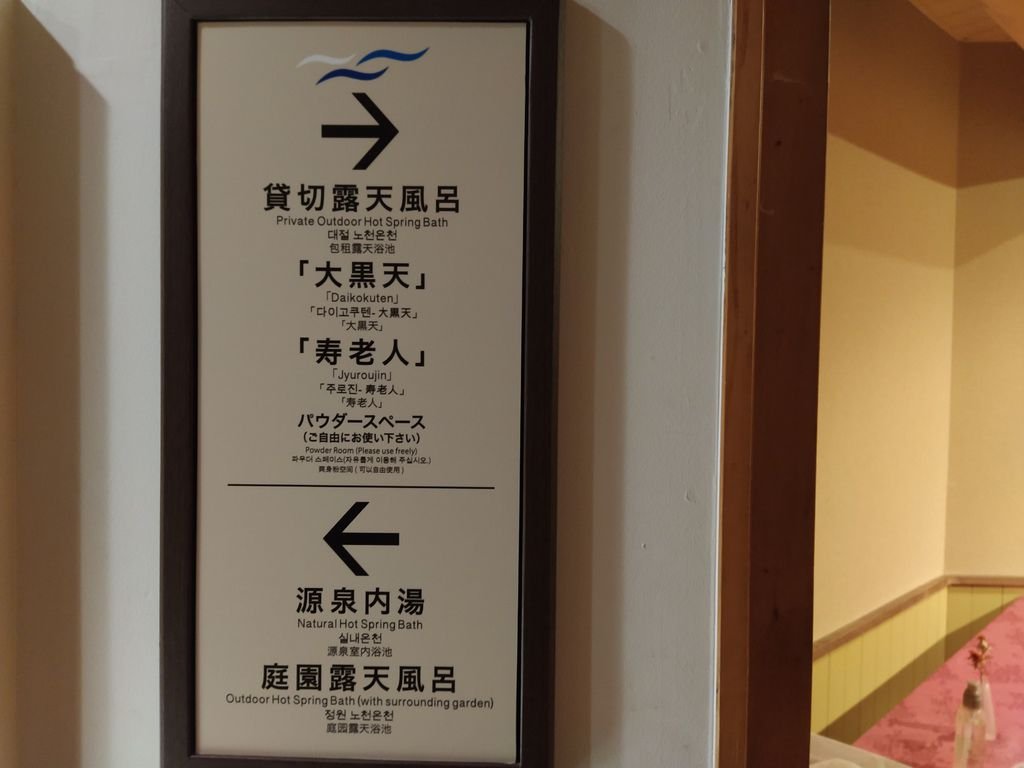 貸切露天風呂
Private Outdoor Hot Spring Bath
대절 노천온천
包租露天浴池
「大黒天」
「Daikokuten」
「다이고쿠텐- 大黒天」
「大黒天」
「寿老人」
「Jyuroujin」
「주로진- 寿老人」
「寿老人」
パウダースペース
（ご自由にお使い下さい）
Powder Room (Please use freely)
파우더 스페이스(자유롭게 이용해 주십시오.)
爽身粉空间 ( 可以自由使用 )
源泉内湯
Natural Hot Spring Bath
실내온천
源泉室内浴池
庭園露天風呂
Outdoor Hot Spring Bath (with surrounding garden)
정원 노천온천
庭园露天浴池